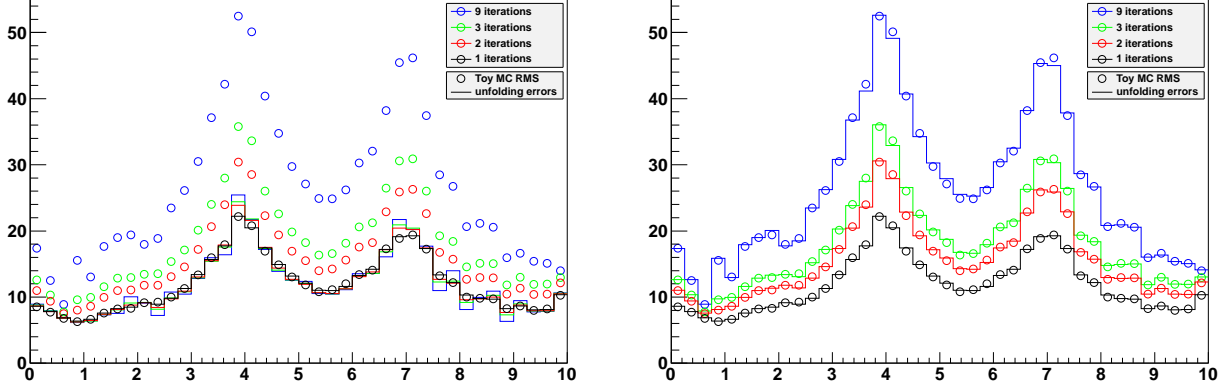 50
40
30
20
10
0
0 1 2 3 4 5 6 7 8 9 10
9 iterations
3 iterations
2 iterations
1 iterations
Toy MC RMS
unfolding errors
50
40
30
20
10
0
0 1 2 3 4 5 6 7 8 9 10
9 iterations
3 iterations
2 iterations
1 iterations
Toy MC RMS
unfolding errors